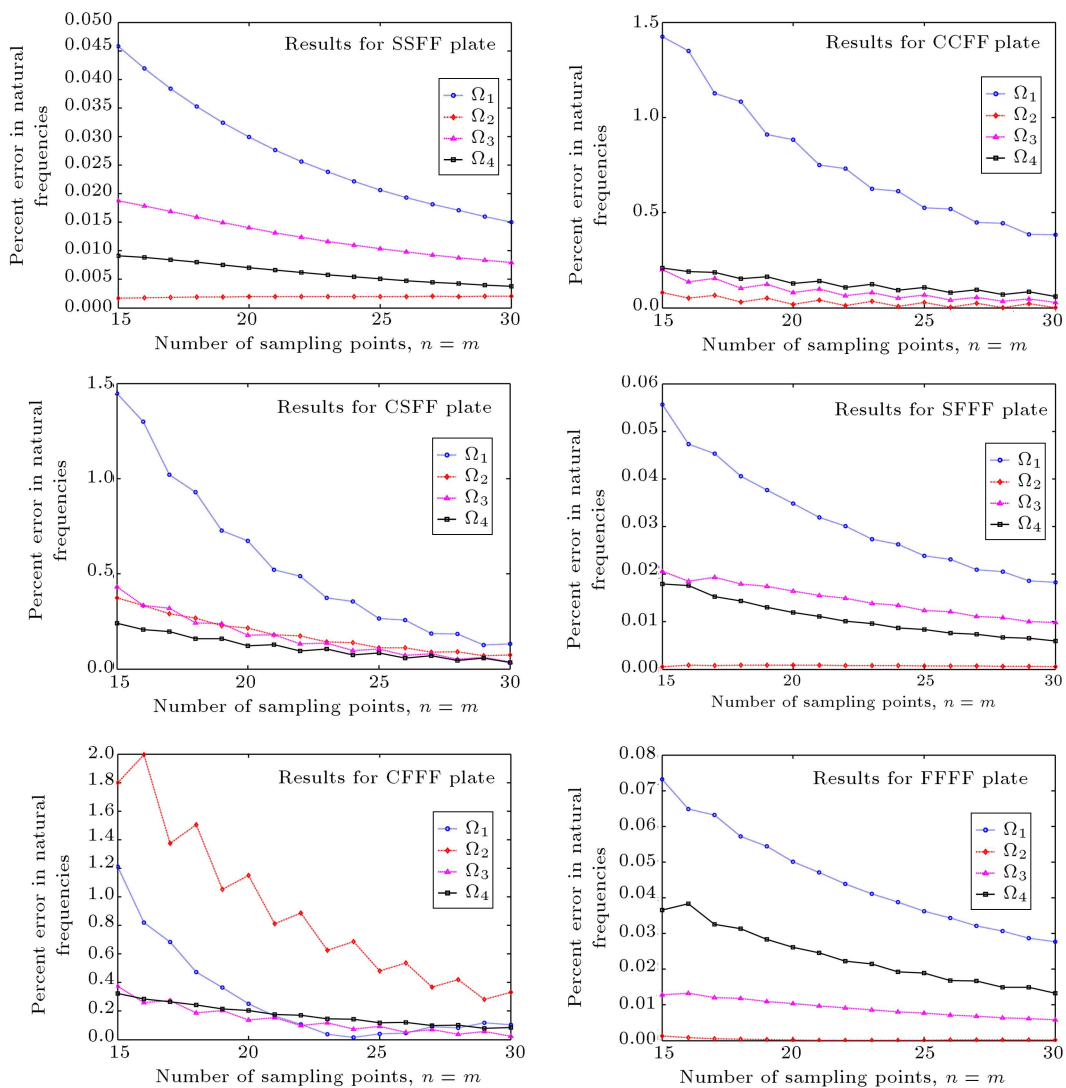 Results for SSFF plate
Percent error in natural
frequencies
0.050
0.045
0.040
0.035
0.030
0.025
0.020
0.015
0.010
0.005
0.000
Ω1
Ω2
Ω3
Ω4
15
20
25
30
Number of sampling points, n = m
Results for CCFF plate
Percent error in natural
frequencies
1.5
1.0
0.5
0.0
Ω1
Ω2
Ω3
Ω4
15
20
25
30
Number of sampling points, n = m
Results for CSFF plate
Percent error in natural
frequencies
1.5
1.0
0.5
0.0
Ω1
Ω2
Ω3
Ω4
15
20
25
30
Number of sampling points, n = m
Results for SFFF plate
Percent error in natural
frequencies
0.06
0.05
0.04
0.03
0.02
0.01
0.00
Ω1
Ω2
Ω3
Ω4
15
20
25
30
Number of sampling points, n = m
Results for CFFF plate
Percent error in natural
frequencies
2.0
1.8
1.6
1.4
1.2
1.0
0.8
0.6
0.4
0.2
0.0
Ω1
Ω2
Ω3
Ω4
15
20
25
30
Number of sampling points, n = m
Results for FFFF plate
Percent error in natural
frequencies
0.08
0.07
0.06
0.05
0.04
0.03
0.02
0.01
0.00
Ω1
Ω2
Ω3
Ω4
15
20
25
30
Number of sampling points, n = m